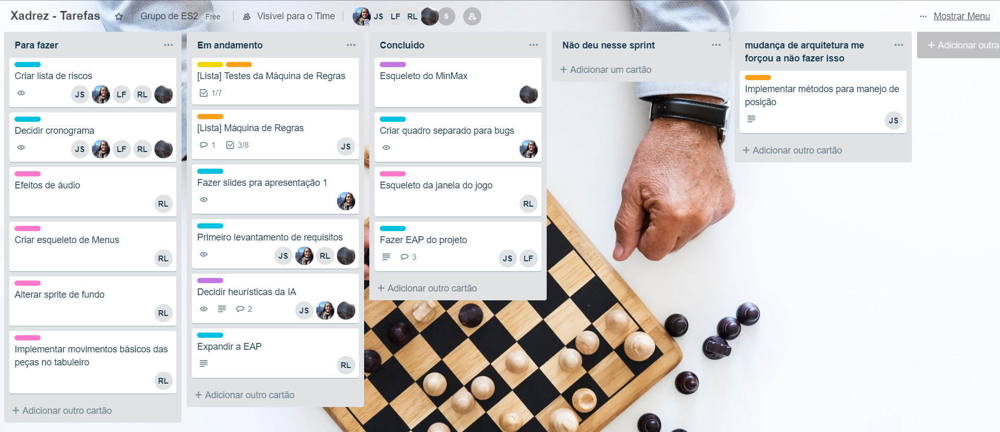 Xadrez - Tarefas
Grupo de ES2 Free
Visível para o Time
JS LF RL 5
Mostrar Menu
Para fazer
Criar lista de riscos
JS LF RL
Decidir cronograma
JS LF RL
Efeitos de áudio
RL
Criar esqueleto de Menus
RL
Alterar sprite de fundo
RL
Implementar movimentos básicos das
peças no tabuleiro
RL
+ Adicionar outro cartão
Em andamento
[Lista] Testes da Máquina de Regras
1/7
[Lista] Máquina de Regras
1 3/8 JS
Fazer slides pra apresentação 1
Primeiro levantamento de requisitos
JS RL
Decidir heurísticas da IA
2 JS
Expandir a EAP
RL
+ Adicionar outro cartão
Concluído
Esqueleto do MinMax
Criar quadro separado para bugs
Esqueleto da janela do jogo
RL
Fazer EAP do projeto
3 JS LF
+ Adicionar outro cartão
Não deu nesse sprint
+ Adicionar um cartão
mudança de arquitetura me
forçou a não fazer isso
Implementar métodos para manejo de
posição
JS
+ Adicionar outro cartão
+ Adicionar outra